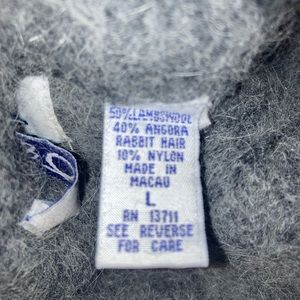 50% LAMBSWOOL
40% ANGORA
RABBIT HAIR
10% NYLON
MADE IN
MACAU
L
RN 13711
SEE REVERSE
FOR CARE